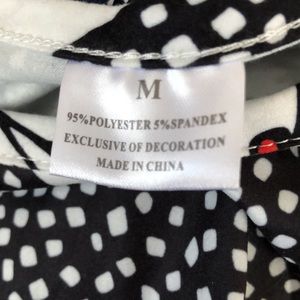 M
95%POLYESTER 5%SPANDEX
EXCLUSIVE OF DECORATION
MADE IN CHINA